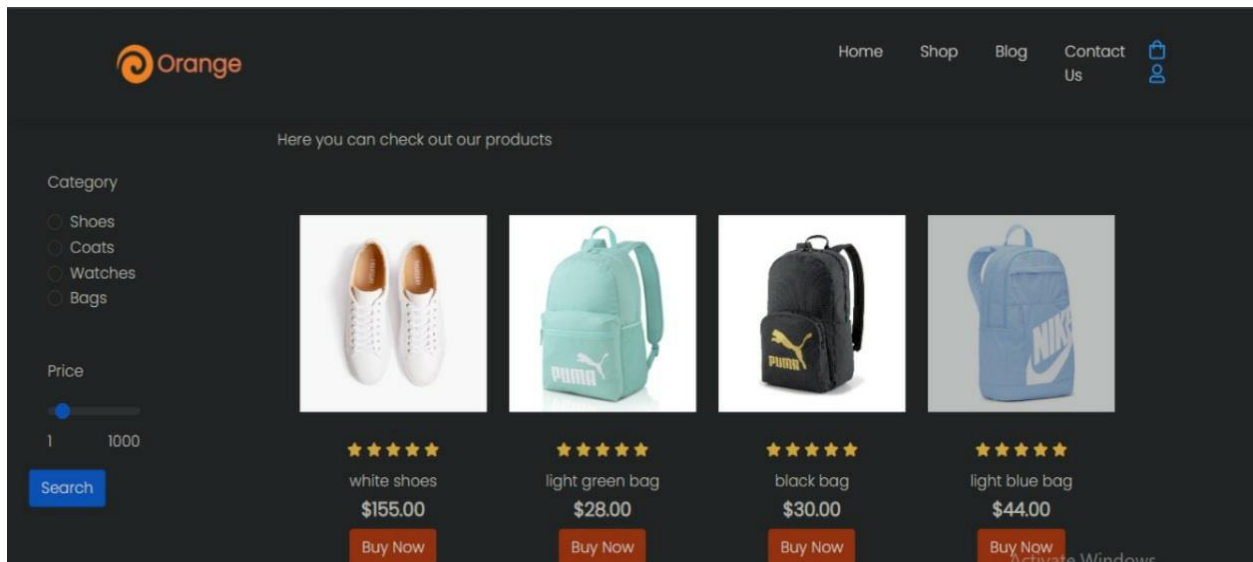 Orange
Home Shop Blog Contact Us
Here you can check out our products
Category
Shoes
Coats
Watches
Bags
Price
1 1000
Search
PUMA
PUMA
NIKE
white shoes
$155.00
Buy Now
light green bag
$28.00
Buy Now
black bag
$30.00
Buy Now
light blue bag
$44.00
Buy Now
Activate Windows